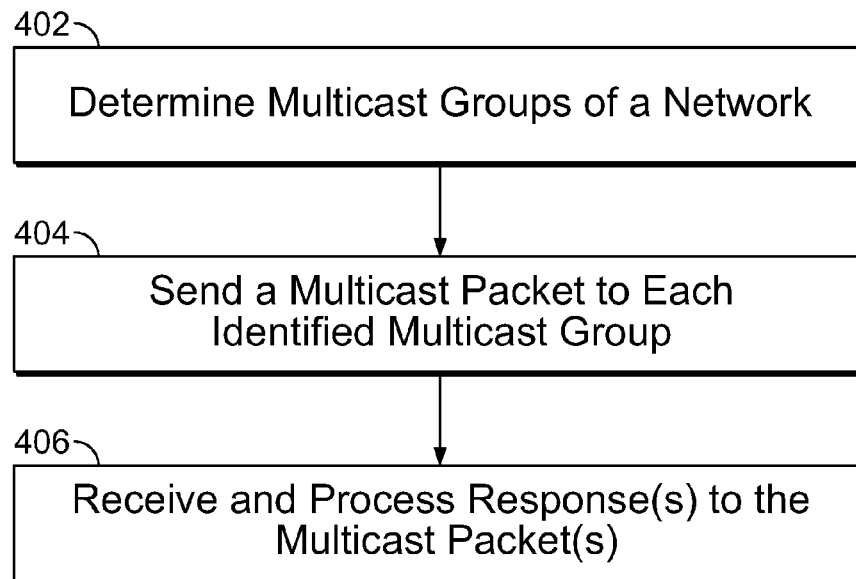 402
Determine Multicast Groups of a Network
404
Send a Multicast Packet to Each
Identified Multicast Group
406
Receive and Process Response(s) to the
Multicast Packet(s)